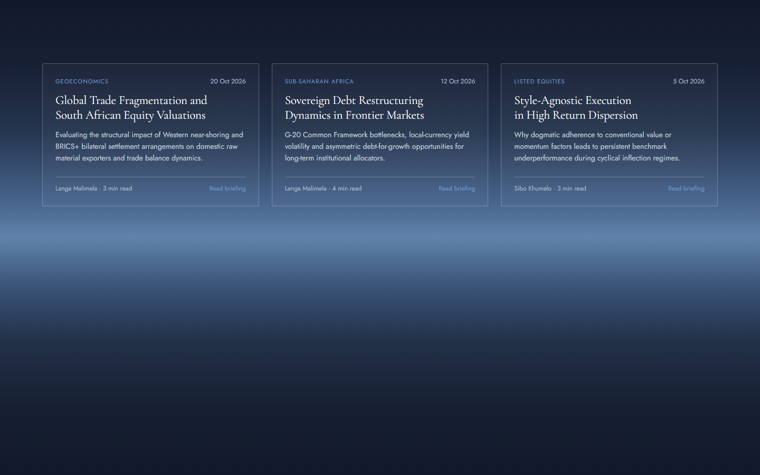 GEOECONOMICS
20 Oct 2026
Global Trade Fragmentation and
South African Equity Valuations
Evaluating the structural impact of Western near-shoring and
BRICS+ bilateral settlement arrangements on domestic raw
material exporters and trade balance dynamics.
Langa Malimela · 3 min read
Read briefing
SUB-SAHARAN AFRICA
12 Oct 2026
Sovereign Debt Restructuring
Dynamics in Frontier Markets
G-20 Common Framework bottlenecks, local-currency yield
volatility and asymmetric debt-for-growth opportunities for
long-term institutional allocators.
Langa Malimela · 4 min read
Read briefing
LISTED EQUITIES
5 Oct 2026
Style-Agnostic Execution
in High Return Dispersion
Why dogmatic adherence to conventional value or
momentum factors leads to persistent benchmark
underperformance during cyclical inflection regimes.
Sibo Khumalo · 3 min read
Read briefing